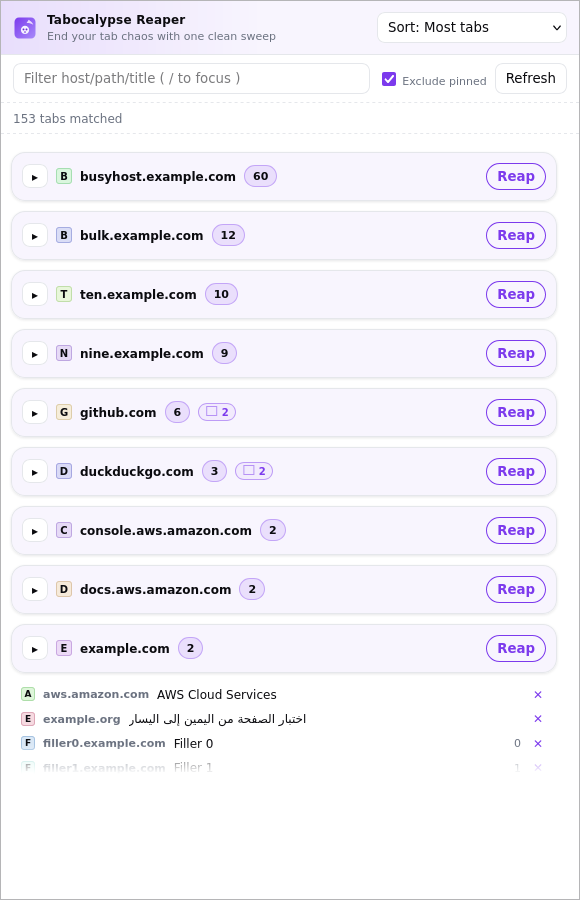 Tabocalypse Reaper
End your tab chaos with one clean sweep
Sort: Most tabs
Filter host/path/title ( / to focus )
Exclude pinned
Refresh
153 tabs matched
B busyhost.example.com 60 Reap
B bulk.example.com 12 Reap
T ten.example.com 10 Reap
N nine.example.com 9 Reap
G github.com 6 2 Reap
D duckduckgo.com 3 2 Reap
C console.aws.amazon.com 2 Reap
D docs.aws.amazon.com 2 Reap
E example.com 2 Reap
A aws.amazon.com AWS Cloud Services ×
E example.org اختبار الصفحة من اليمين إلى اليسار ×
F filler0.example.com Filler 0 0 ×
F filler1.example.com Filler 1 1 ×